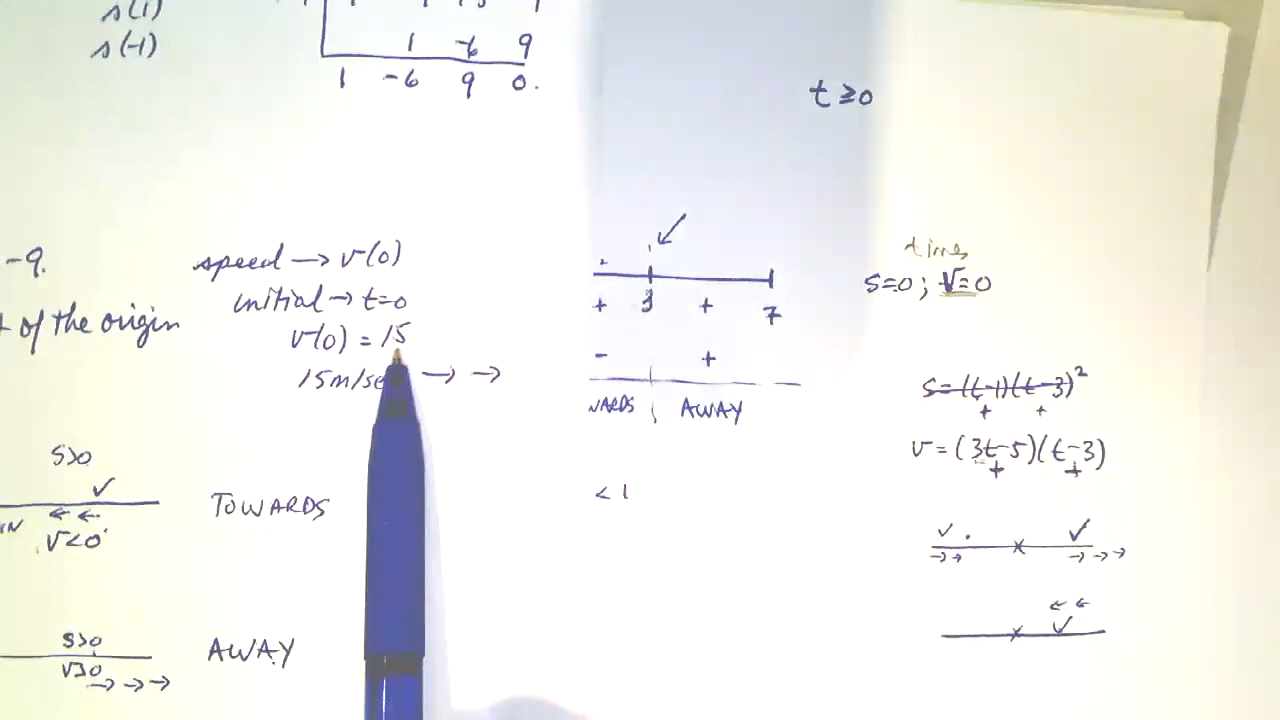 s(1)
s(-1)
1 -6 9
1 -6 9 0.
t ≥ 0
-9.
of the origin
speed → v(0)
initial → t=0
v(0) = 15
15m/se → →
3 7
+ +
- +
WARDS AWAY
< 1
times
s=0 ; v=0
s=(t-1)(t-3)²
+ +
v=(3t-5)(t-3)
+ +
s>0
✓
← ←
v<0
TOWARDS
s>0
v>0
→ → →
AWAY
✓ . × ✓
→ → → → →
← ←
× ✓